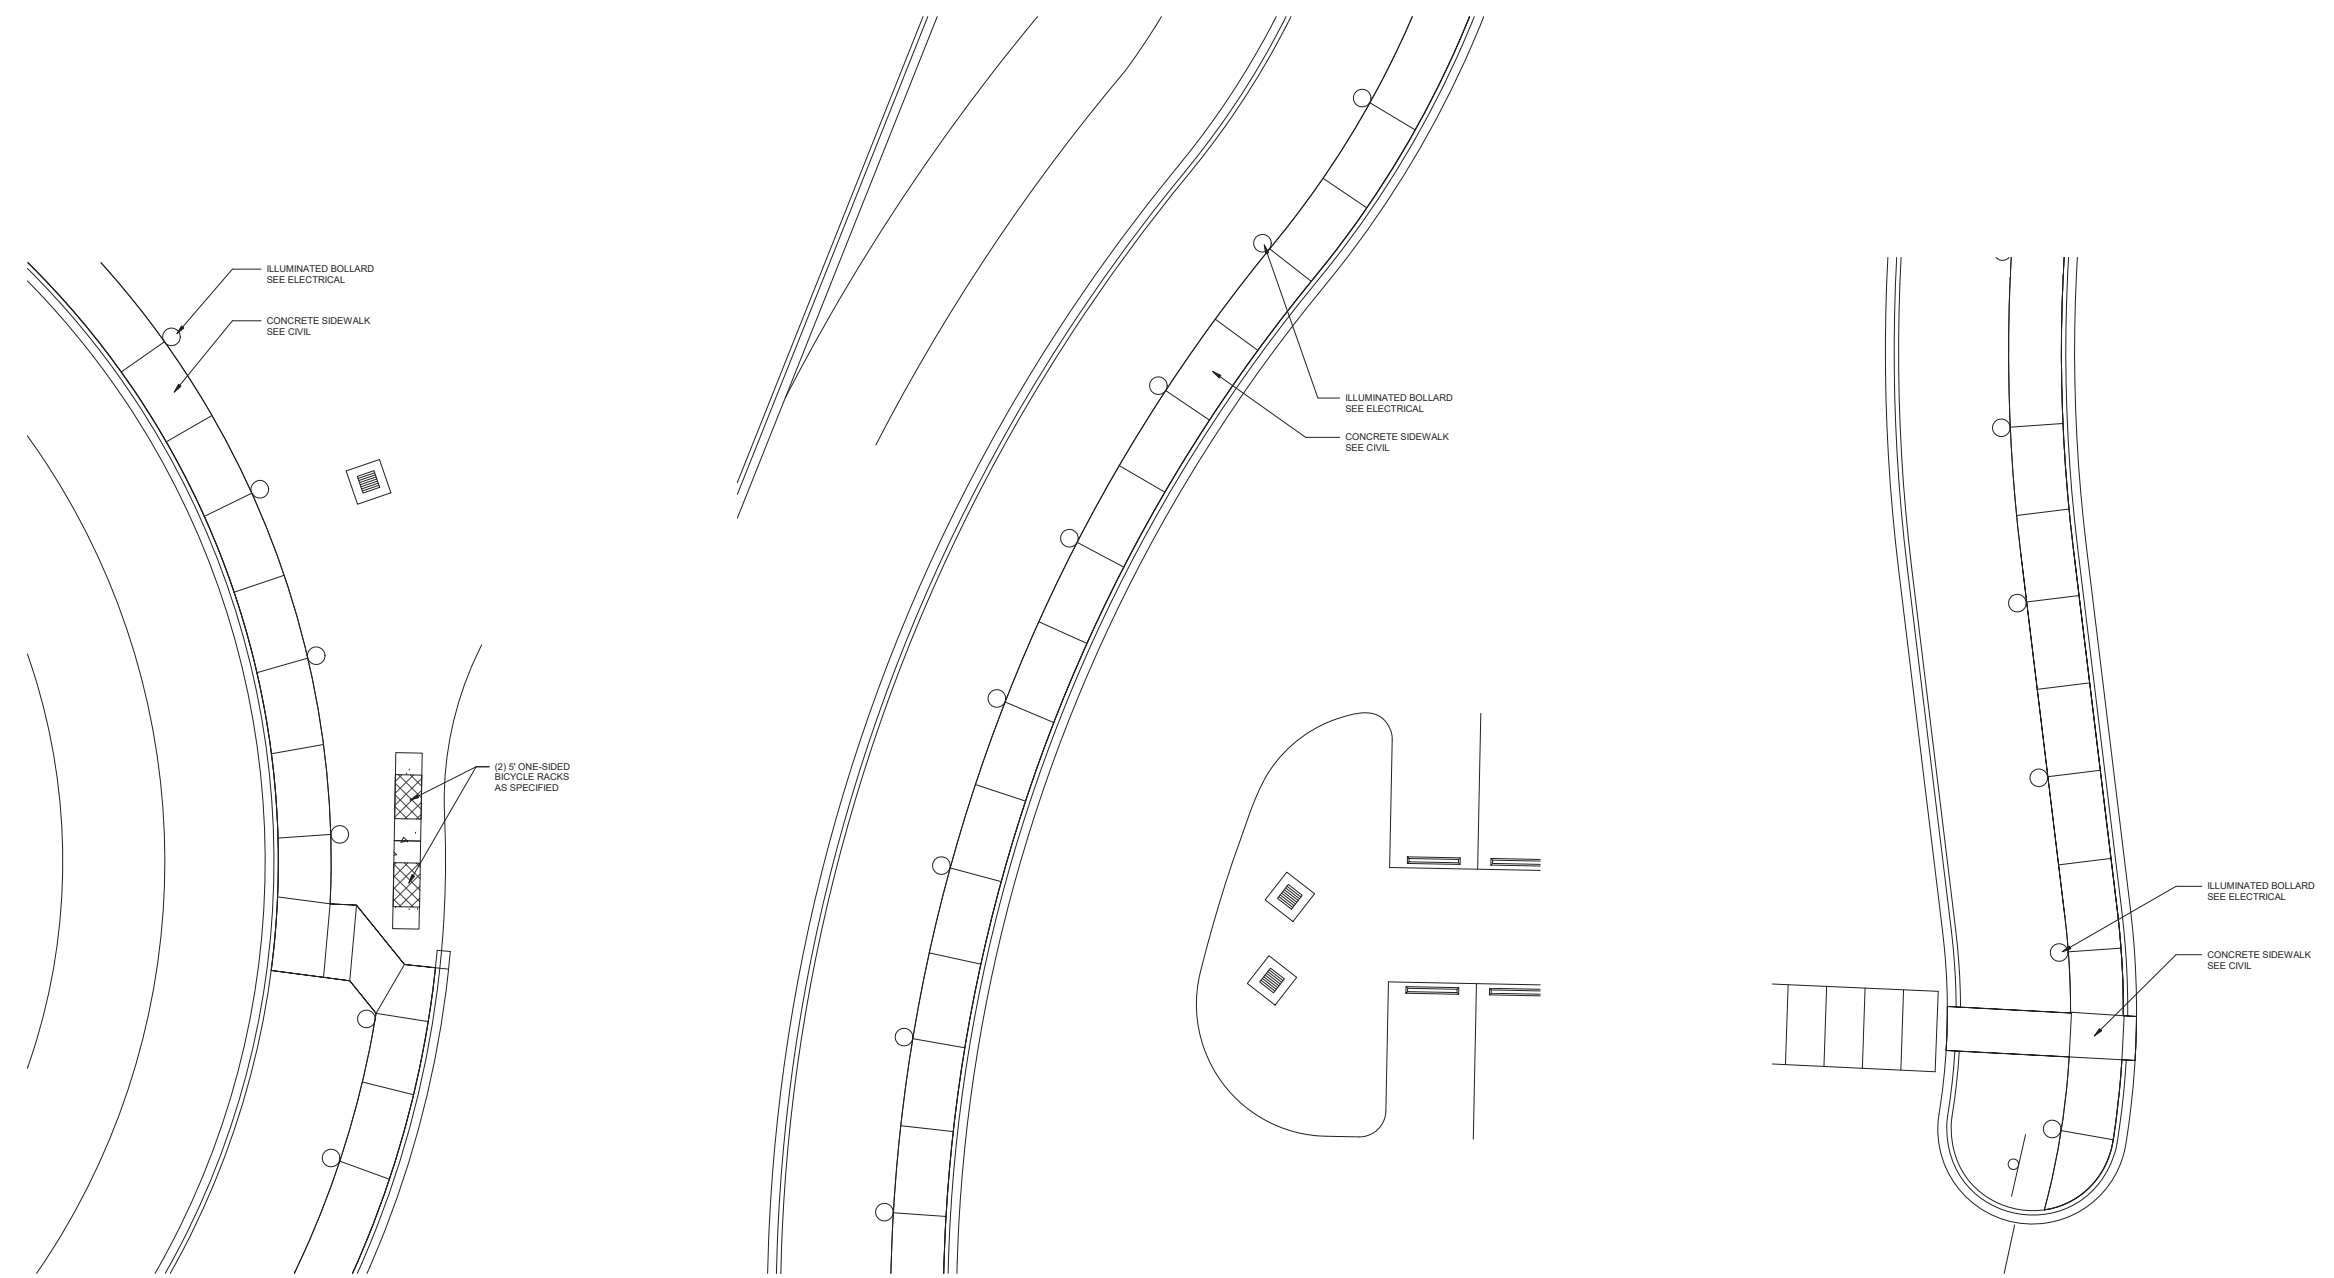 ILLUMINATED BOLLARD
SEE ELECTRICAL
CONCRETE SIDEWALK
SEE CIVIL
(2) 5' ONE-SIDED
BICYCLE RACKS
AS SPECIFIED
ILLUMINATED BOLLARD
SEE ELECTRICAL
CONCRETE SIDEWALK
SEE CIVIL
ILLUMINATED BOLLARD
SEE ELECTRICAL
CONCRETE SIDEWALK
SEE CIVIL